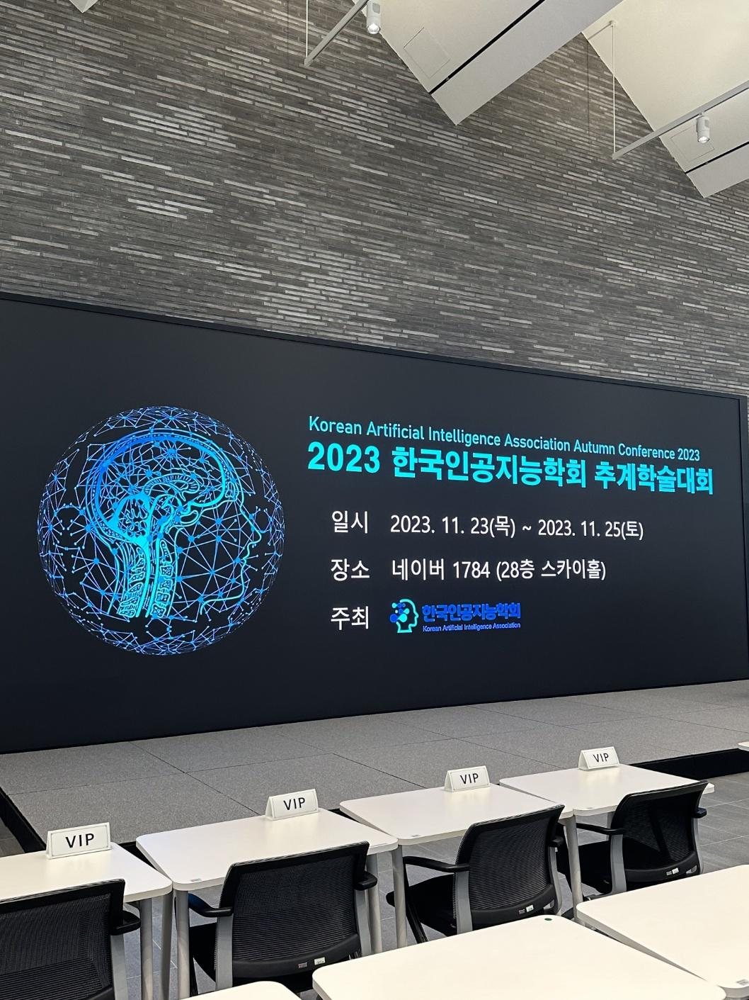 Korean Artificial Intelligence Association Autumn Conference 2023
2023 한국인공지능학회 추계학술대회
일시 2023. 11. 23(목) ~ 2023. 11. 25(토)
장소 네이버 1784 (28층 스카이홀)
주최 한국인공지능학회
Korean Artificial Intelligence Association
VIP
VIP
VIP
VIP